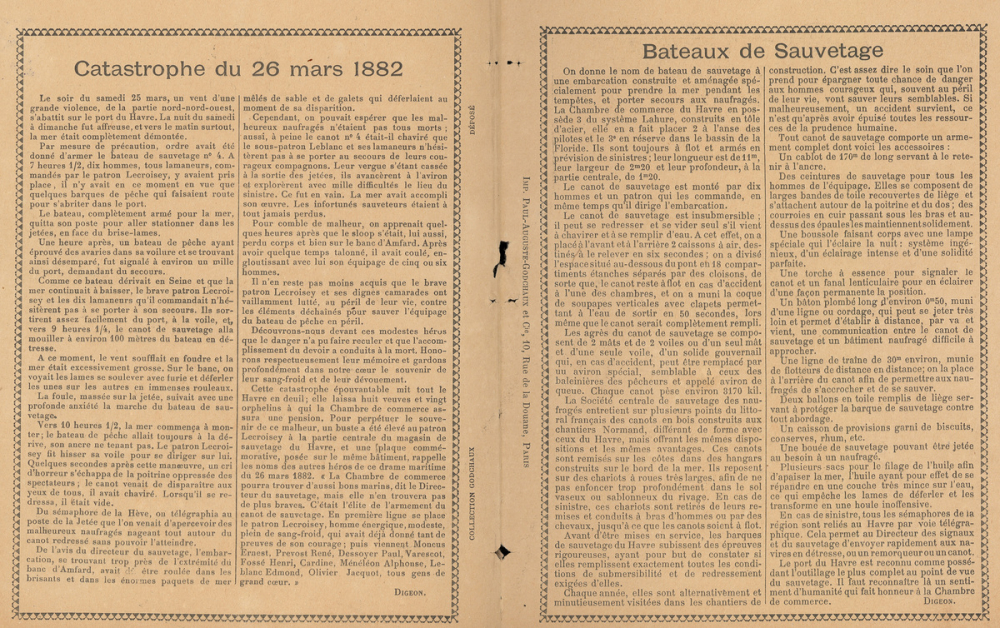 Catastrophe du 26 mars 1882
Le soir du samedi 25 mars, un vent d'une
grande violence, de la partie nord-nord-ouest,
s'abattit sur le port du Havre. La nuit du samedi
à dimanche fut affreuse, et vers le matin surtout,
la mer était complètement démontée.
Par mesure de précaution, ordre avait été
donné d'armer le bateau de sauvetage nº 4. A
7 heures 1/2, dix hommes, tous lamaneurs, com-
mandés par le patron Lecroisey, y avaient pris
place, il n'y avait en ce moment en vue que
quelques barques de pêche qui faisaient route
pour s'abriter dans le port.
Le bateau, complètement armé pour la mer,
quitta son poste pour aller stationner dans les
jetées, en face du brise-lames.
Une heure après, un bateau de pêche ayant
éprouvé des avaries dans sa voilure et se trouvant
ainsi désemparé, fut signalé à environ un mille
du port, demandant du secours.
Comme ce bateau dérivait en Seine et que la
mer continuait à baisser, le brave patron Lecroi-
sey et les dix lamaneurs qu'il commandait n'hé-
sitèrent pas à se porter à son secours. Ils sor-
tirent assez facilement du port, à la voile, et,
vers 9 heures 1/4, le canot de sauvetage alla
mouiller à environ 100 mètres du bateau en dé-
tresse.
A ce moment, le vent soufflait en foudre et la
mer était excessivement grosse. Sur le banc, on
voyait les lames se soulever avec furie et déferler
les unes sur les autres en immenses rouleaux.
La foule, massée sur la jetée, suivait avec une
profonde anxiété la marche du bateau de sau-
vetage.
Vers 10 heures 1/2, la mer commença à mon-
ter; le bateau de pêche allait toujours à la dé-
rive, son ancre ne tenant pas. Le patron Lecroi-
sey fit hisser sa voile pour se diriger sur lui.
Quelques secondes après cette manœuvre, un cri
d'horreur s'échappa de la poitrine oppressée des
spectateurs; le canot venait de disparaître aux
yeux de tous, il avait chaviré. Lorsqu'il se re-
dressa, il était vide.
Du sémaphore de la Hève, on télégraphia au
poste de la Jetée que l'on venait d'apercevoir des
malheureux naufragés nageant tout autour du
canot redressé sans pouvoir l'atteindre.
De l'avis du directeur du sauvetage, l'embar-
cation, se trouvant trop près de l'extrémité du
banc d'Amfard, avait dû être roulée dans les
brisants et dans les énormes paquets de mer
mêlés de sable et de galets qui déferlaient au
moment de sa disparition.
Cependant, on pouvait espérer que les mal-
heureux naufragés n'étaient pas tous morts;
aussi, à peine le canot nº 4 était-il chaviré que
le sous-patron Leblanc et ses lamaneurs n'hési-
tèrent pas à se porter au secours de leurs cou-
rageux compagnons. Leur vergue s'étant cassée
à la sortie des jetées, ils avancèrent à l'aviron
et explorèrent avec mille difficultés le lieu du
sinistre. Ce fut en vain. La mer avait accompli
son œuvre. Les infortunés sauveteurs étaient à
tout jamais perdus.
Pour comble de malheur, on apprenait quel-
ques heures après que le sloop s'était, lui aussi,
perdu corps et bien sur le banc d'Amfard. Après
avoir quelque temps talonné, il avait coulé, en-
gloutissant avec lui son équipage de cinq ou six
hommes.
Il n'en reste pas moins acquis que le brave
patron Lecroisey et ses dignes camarades ont
vaillamment lutté, au péril de leur vie, contre
les éléments déchaînés pour sauver l'équipage
du bateau de pêche en péril.
Découvrons-nous devant ces modestes héros
que le danger n'a pu faire reculer et que l'accom-
plissement du devoir a conduits à la mort. Hono-
rons respectueusement leur mémoire et gardons
profondément dans notre cœur le souvenir de
leur sang-froid et de leur dévouement.
Cette catastrophe épouvantable mit tout le
Havre en deuil; elle laissa huit veuves et vingt
orphelins à qui la Chambre de commerce as-
sura une pension. Pour perpétuer le souve-
nir de ce malheur, un buste a été élevé au patron
Lecroisey à la partie centrale du magasin de
sauvetage du Havre, et une plaque commé-
morative, posée sur le même bâtiment, rappelle
les noms des autres héros de ce drame maritime
du 26 mars 1882. « La Chambre de commerce
pourra trouver d'aussi bons marins, dit le Direc-
teur du sauvetage, mais elle n'en trouvera pas
de plus braves. C'était l'élite de l'armement du
canot de sauvetage. En première ligne se place
le patron Lecroisey, homme énergique, modeste,
plein de sang-froid, qui avait déjà donné tant de
preuves de son courage; puis viennent Moncus
Ernest, Prevost René, Dessoyer Paul, Varescot,
Fossé Henri, Cardine, Ménéléon Alphonse, Le-
blanc Edmond, Olivier Jacquot, tous gens de
grand cœur. »
DIGEON.
DÉPOSÉ
COLLECTION GODCHAUX
IMP. PAUL-AUGUSTE-GODCHAUX ET Cie, 10, RUE DE LA DOUANE, PARIS
Bateaux de Sauvetage
On donne le nom de bateau de sauvetage à
une embarcation construite et aménagée spé-
cialement pour prendre la mer pendant les
tempêtes, et porter secours aux naufragés.
La Chambre de commerce du Havre en pos-
sède 3 du système Lahure, construits en tôle
d'acier, elle en a fait placer 2 à l'anse des
pilotes et le 3e en réserve dans le bassin de la
Floride. Ils sont toujours à flot et armés en
prévision de sinistres; leur longueur est de 11m,
leur largeur de 2m20 et leur profondeur, à la
partie centrale, de 1m20.
Le canot de sauvetage est monté par dix
hommes et un patron qui les commande, en
même temps qu'il dirige l'embarcation.
Le canot de sauvetage est insubmersible;
il peut se redresser et se vider seul s'il vient
à chavirer et se remplir d'eau. A cet effet, on a
placé à l'avant et à l'arrière 2 caissons à air, des-
tinés à le relever en six secondes; on a divisé
l'espace situé au-dessous du pont en 18 compar-
timents étanches séparés par des cloisons, de
sorte que, le canot reste à flot en cas d'accident
à l'une des chambres, et on a muni la coque
de soupapes verticales avec clapets permet-
tant à l'eau de sortir en 50 secondes, lors
même que le canot serait complètement rempli.
Les agrès du canot de sauvetage se compo-
sent de 2 mâts et de 2 voiles ou d'un seul mât
et d'une seule voile, d'un solide gouvernail
qui, en cas d'accident, peut être remplacé par
un aviron spécial, semblable à ceux des
baleinières des pêcheurs et appelé aviron de
queue. Chaque canot pèse environ 3170 kil.
La Société centrale de sauvetage des nau-
fragés entretient sur plusieurs points du litto-
ral français des canots en bois construits aux
chantiers Normand, différent de forme avec
ceux du Havre, mais offrant les mêmes dispo-
sitions et les mêmes avantages. Ces canots
sont remisés sur les côtes dans des hangars
construits sur le bord de la mer. Ils reposent
sur des chariots à roues très larges, afin de ne
pas enfoncer trop profondément dans le sol
vaseux ou sablonneux du rivage. En cas de
sinistre, ces chariots sont retirés de leurs re-
mises et conduits à bras d'hommes ou par des
chevaux, jusqu'à ce que les canots soient à flot.
Avant d'être mises en service, les barques
de sauvetage du Havre subissent des épreuves
rigoureuses, ayant pour but de constater si
elles remplissent exactement toutes les condi-
tions de submersibilité et de redressement
exigées d'elles.
Chaque année, elles sont alternativement et
minutieusement visitées dans les chantiers de
construction. C'est assez dire le soin que l'on
prend pour épargner toute chance de danger
aux hommes courageux qui, souvent au péril
de leur vie, vont sauver leurs semblables. Si
malheureusement, un accident survient, ce
n'est qu'après avoir épuisé toutes les ressour-
ces de la prudence humaine.
Tout canot de sauvetage comporte un arme-
ment complet dont voici les accessoires:
Un cablot de 170m de long servant à le rete-
nir à l'ancre.
Des ceintures de sauvetage pour tous les
hommes de l'équipage. Elles se composent de
larges bandes de toile recouvertes de liège et
s'attachent autour de la poitrine et du dos; des
courroies en cuir passant sous les bras et au-
dessus des épaules les maintiennent solidement.
Une boussole faisant corps avec une lampe
spéciale qui l'éclaire la nuit: système ingé-
nieux, d'un éclairage intense et d'une solidité
parfaite.
Une torche à essence pour signaler le
canot et un fanal lenticulaire pour en éclairer
d'une façon permanente la position.
Un bâton plombé long d'environ 0m50, muni
d'une ligne ou cordage, qui peut se jeter très
loin et permet d'établir à distance, par va et
vient, une communication entre le canot de
sauvetage et un bâtiment naufragé difficile à
approcher.
Une ligne de traîne de 30m environ, munie
de flotteurs de distance en distance; on la place
à l'arrière du canot afin de permettre aux nau-
fragés de s'accrocher et de se sauver.
Deux ballons en toile remplis de liège ser-
vant à protéger la barque de sauvetage contre
tout abordage.
Un caisson de provisions garni de biscuits,
conserves, rhum, etc.
Une bouée de sauvetage pouvant être jetée
au besoin à un naufragé.
Plusieurs sacs pour le filage de l'huile afin
d'apaiser la mer, l'huile ayant pour effet de se
répandre en une couche très mince sur l'eau,
ce qui empêche les lames de déferler et les
transforme en une houle inoffensive.
En cas de sinistre, tous les sémaphores de la
région sont reliés au Havre par voie télégra-
phique. Cela permet au Directeur des signaux
et du sauvetage d'envoyer rapidement aux na-
vires en détresse, ou un remorqueur ou un canot.
Le port du Havre est reconnu comme possé-
dant l'outillage le plus complet au point de vue
du sauvetage. Il faut reconnaître là un senti-
ment d'humanité qui fait honneur à la Chambre
de commerce.
DIGEON.